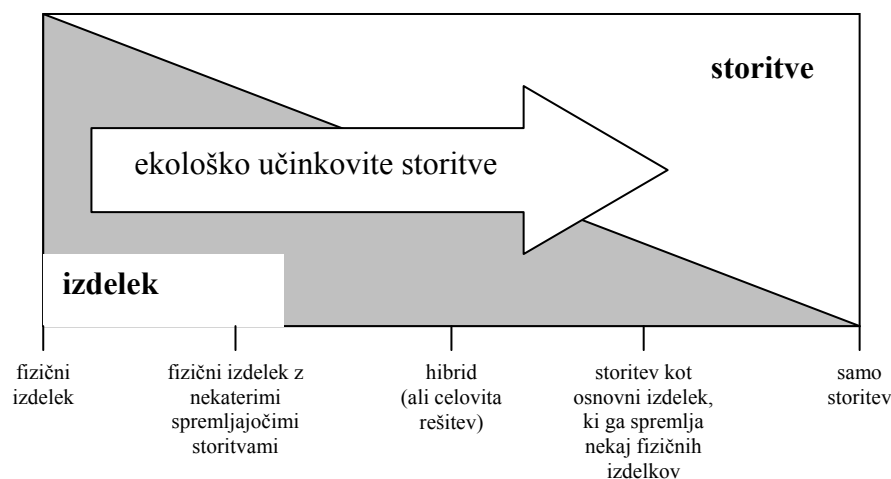 storitve
ekološko učinkovite storitve
izdelek
fizični
izdelek
fizični izdelek z
nekaterimi
spremljajočimi
storitvami
hibrid
(ali celovita
rešitev)
storitev kot
osnovni izdelek,
ki ga spremlja
nekaj fizičnih
izdelkov
samo
storitev